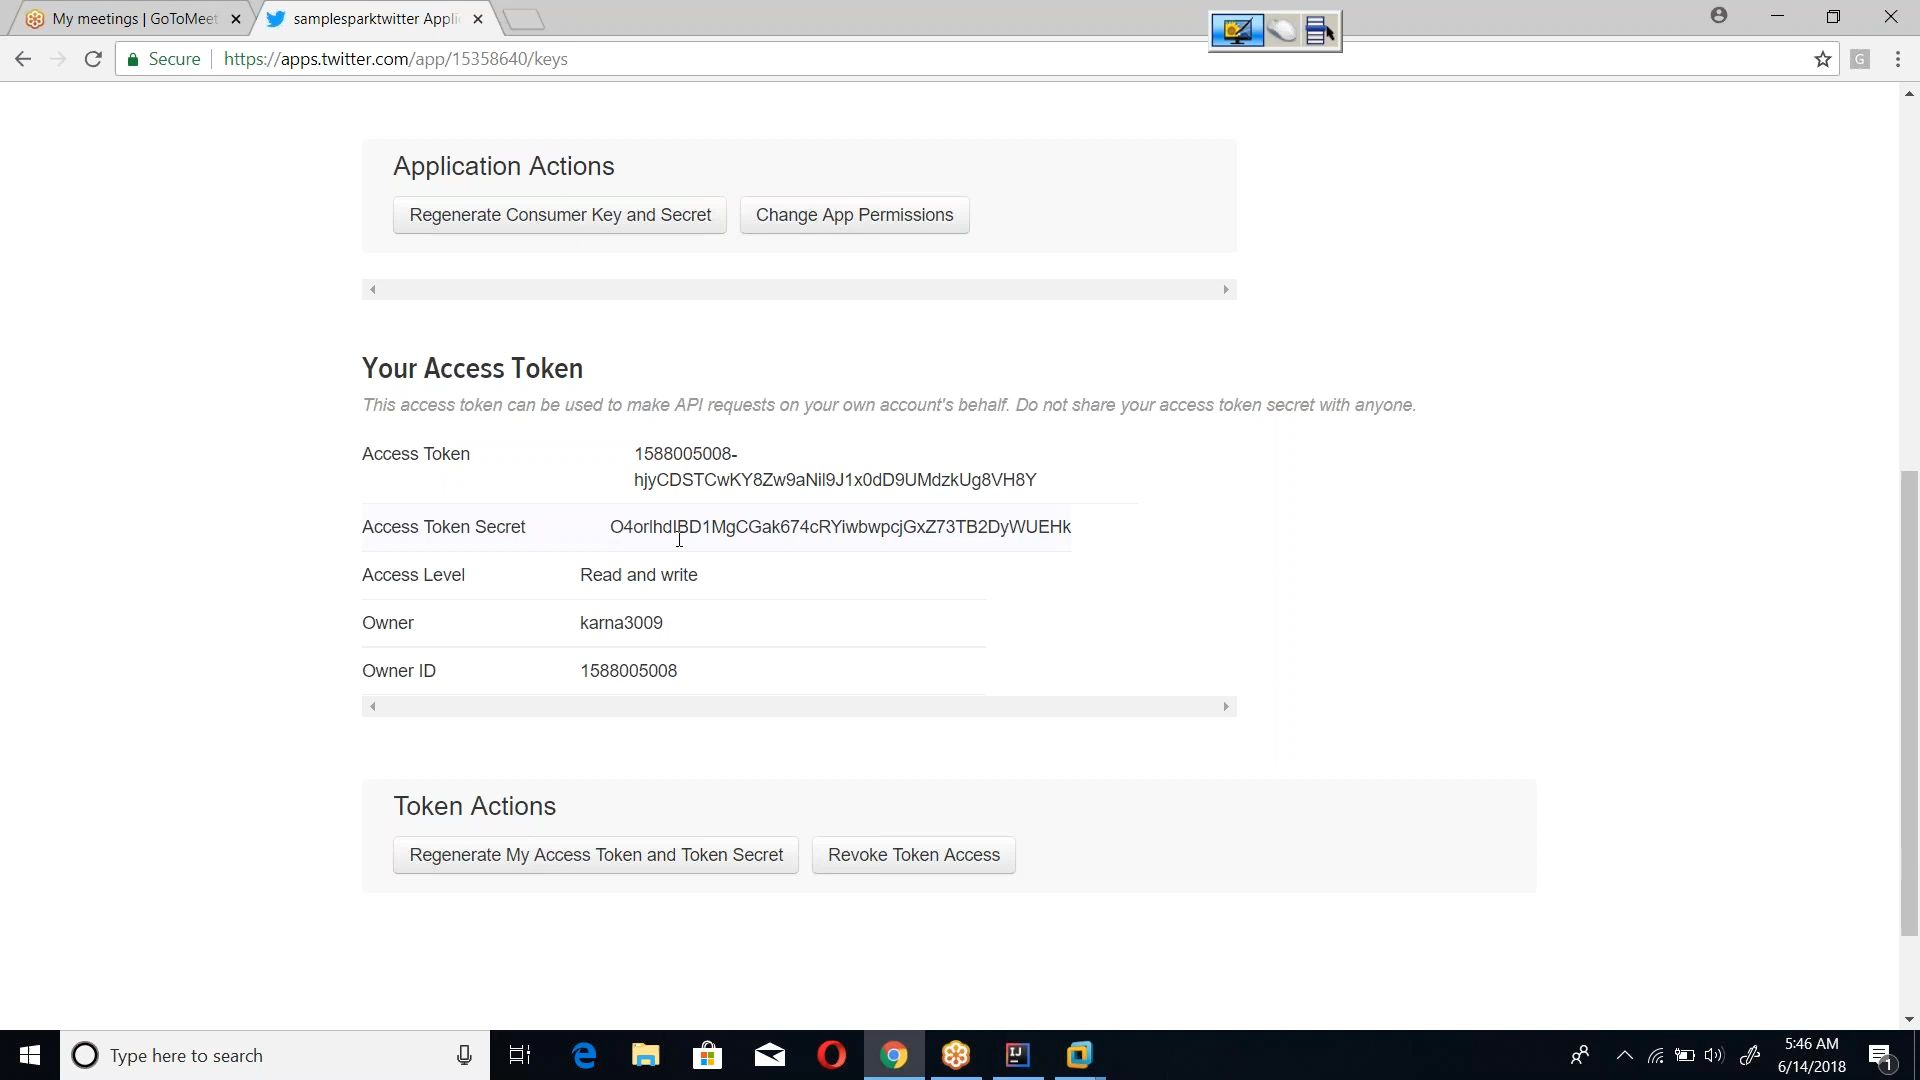 My meetings | GoToMeet
samplesparktwitter Appli
Secure
https://apps.twitter.com/app/15358640/keys
G
Application Actions
Regenerate Consumer Key and Secret
Change App Permissions
Your Access Token
This access token can be used to make API requests on your own account's behalf. Do not share your access token secret with anyone.
Access Token
1588005008-
hjyCDSTCwKY8Zw9aNil9J1x0dD9UMdzkUg8VH8Y
Access Token Secret
O4orlhdIBD1MgCGak674cRYiwbwpcjGxZ73TB2DyWUEHk
Access Level
Read and write
Owner
karna3009
Owner ID
1588005008
Token Actions
Regenerate My Access Token and Token Secret
Revoke Token Access
Type here to search
IJ
5:46 AM
6/14/2018
1